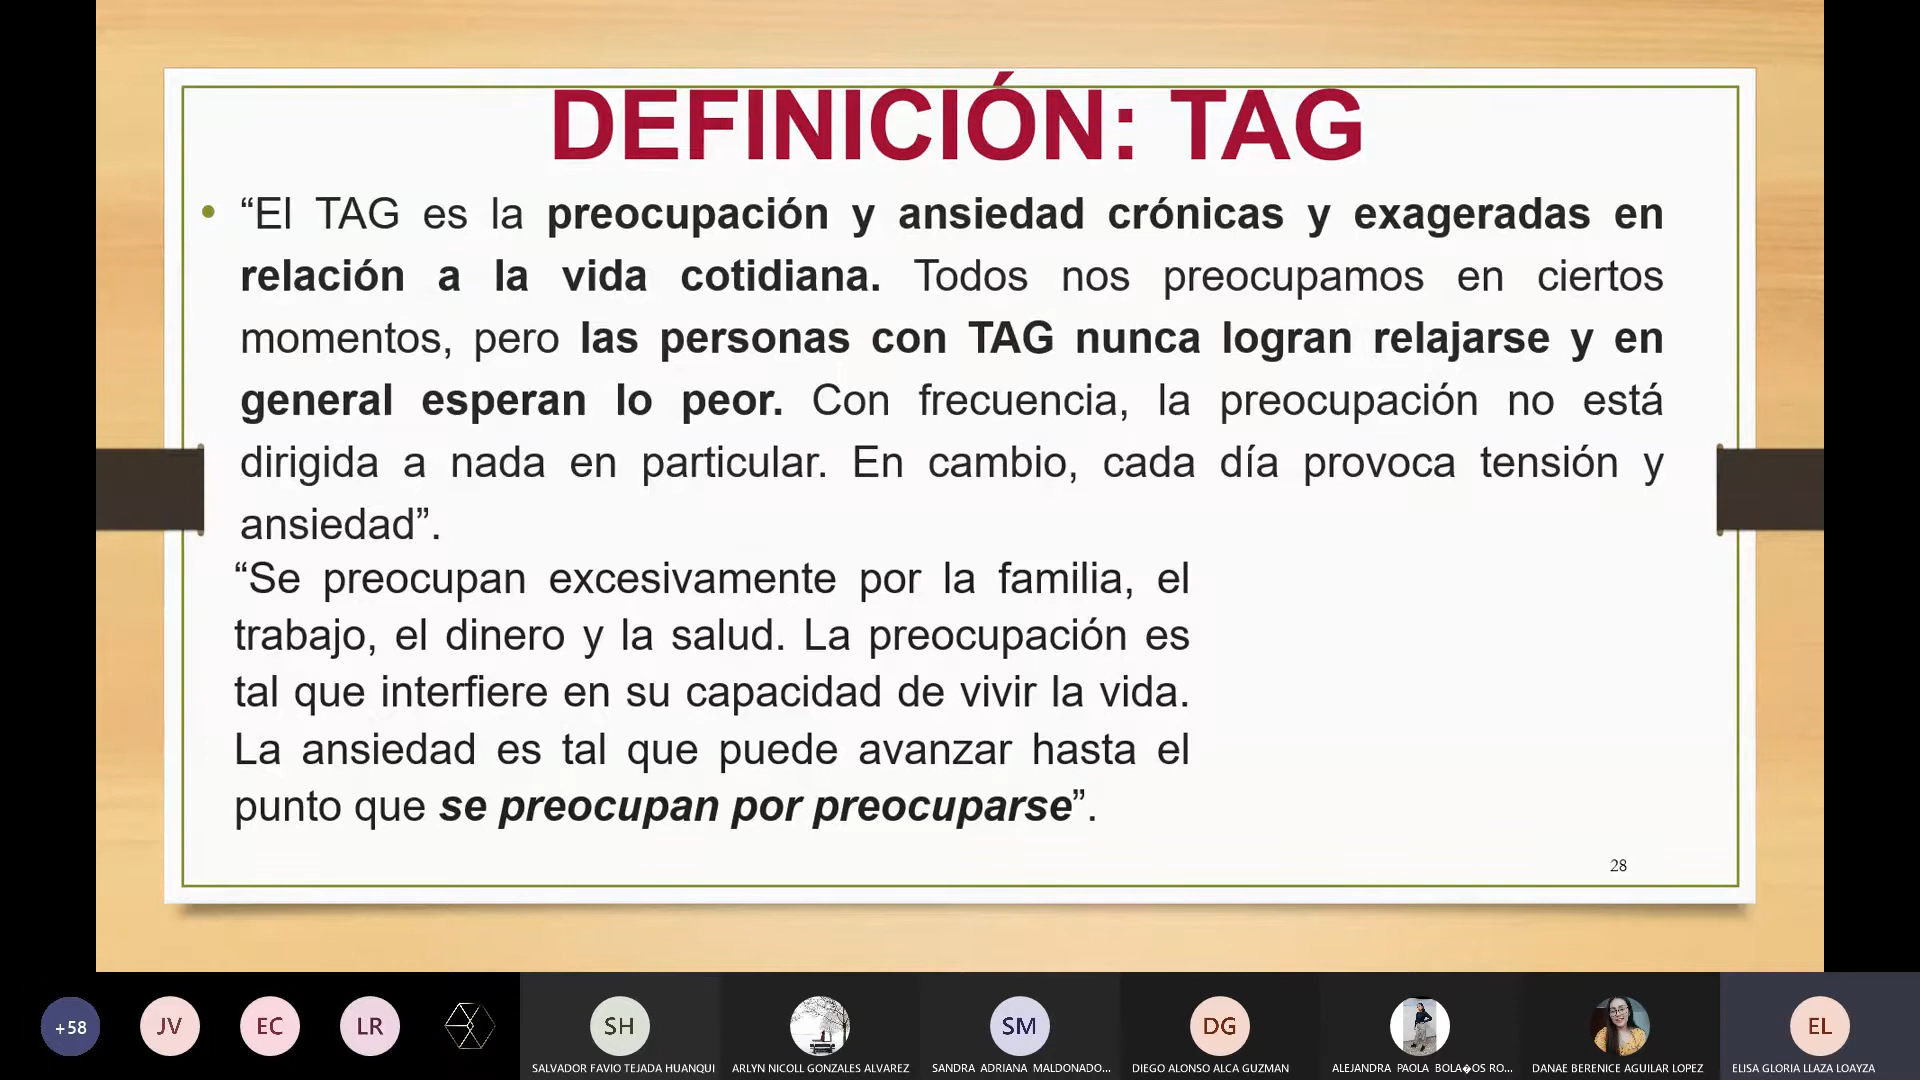 DEFINICIÓN: TAG
• “El TAG es la preocupación y ansiedad crónicas y exageradas en
relación a la vida cotidiana. Todos nos preocupamos en ciertos
momentos, pero las personas con TAG nunca logran relajarse y en
general esperan lo peor. Con frecuencia, la preocupación no está
dirigida a nada en particular. En cambio, cada día provoca tensión y
ansiedad”.
“Se preocupan excesivamente por la familia, el
trabajo, el dinero y la salud. La preocupación es
tal que interfiere en su capacidad de vivir la vida.
La ansiedad es tal que puede avanzar hasta el
punto que se preocupan por preocuparse”.
28
+58 JV EC LR SH SM DG EL
SALVADOR FAVIO TEJADA HUANQUI ARLYN NICOLL GONZALES ALVAREZ SANDRA ADRIANA MALDONADO... DIEGO ALONSO ALCA GUZMAN ALEJANDRA PAOLA BOLA�OS RO... DANAE BERENICE AGUILAR LOPEZ ELISA GLORIA LLAZA LOAYZA